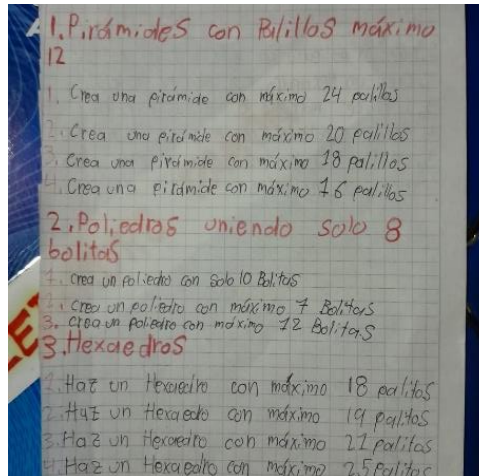 1. Pirámides con Palillos máximo
12
1. Crea una pirámide con máximo 24 palillos
2. Crea una pirámide con máximo 20 palillos
3. Crea una pirámide con máximo 18 palillos
4. Crea una pirámide con máximo 16 palillos
2. Poliedros uniendo solo 8
bolitas
1. crea un poliedro con solo 10 Bolitas
2. crea un poliedro con máximo 7 Bolitas
3. crea un poliedro con máximo 12 Bolitas
3. Hexaedros
1. Haz un Hexaedro con máximo 18 palitos
2. Haz un Hexaedro con máximo 19 palitos
3. Haz un Hexaedro con máximo 21 palitos
4. Haz un Hexaedro con máximo 25 palitos